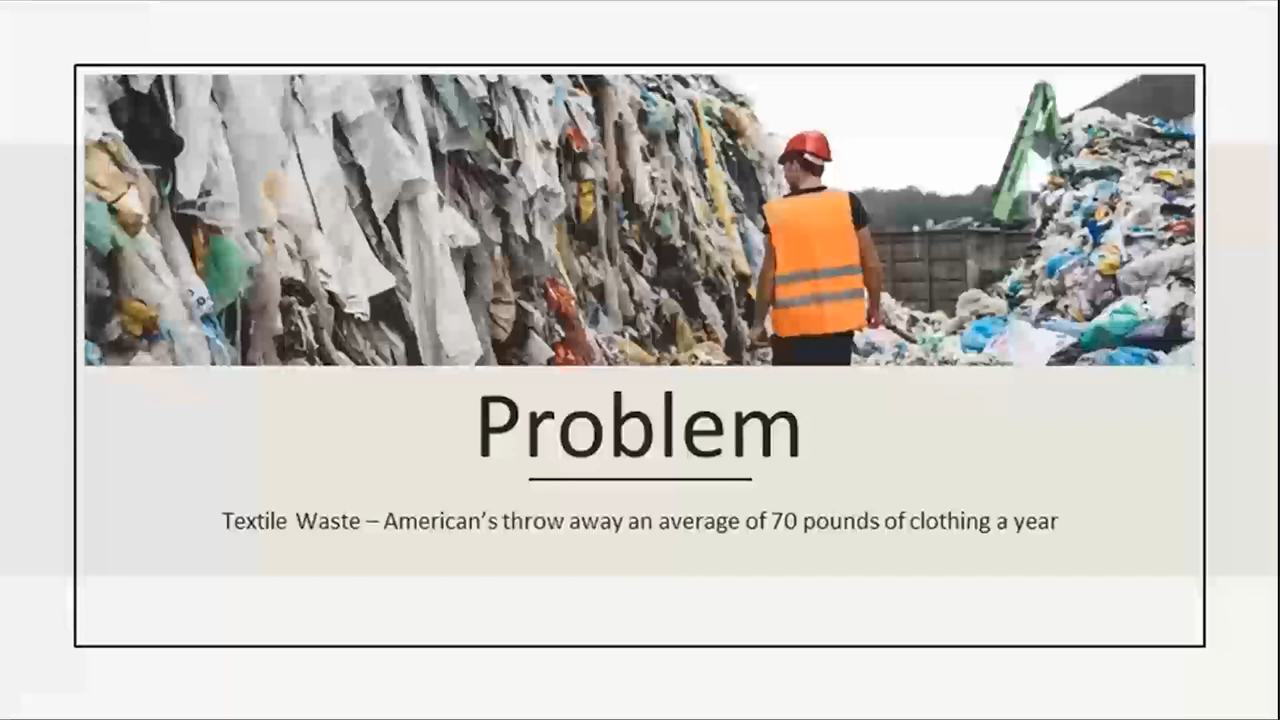 Problem
Textile Waste – American's throw away an average of 70 pounds of clothing a year